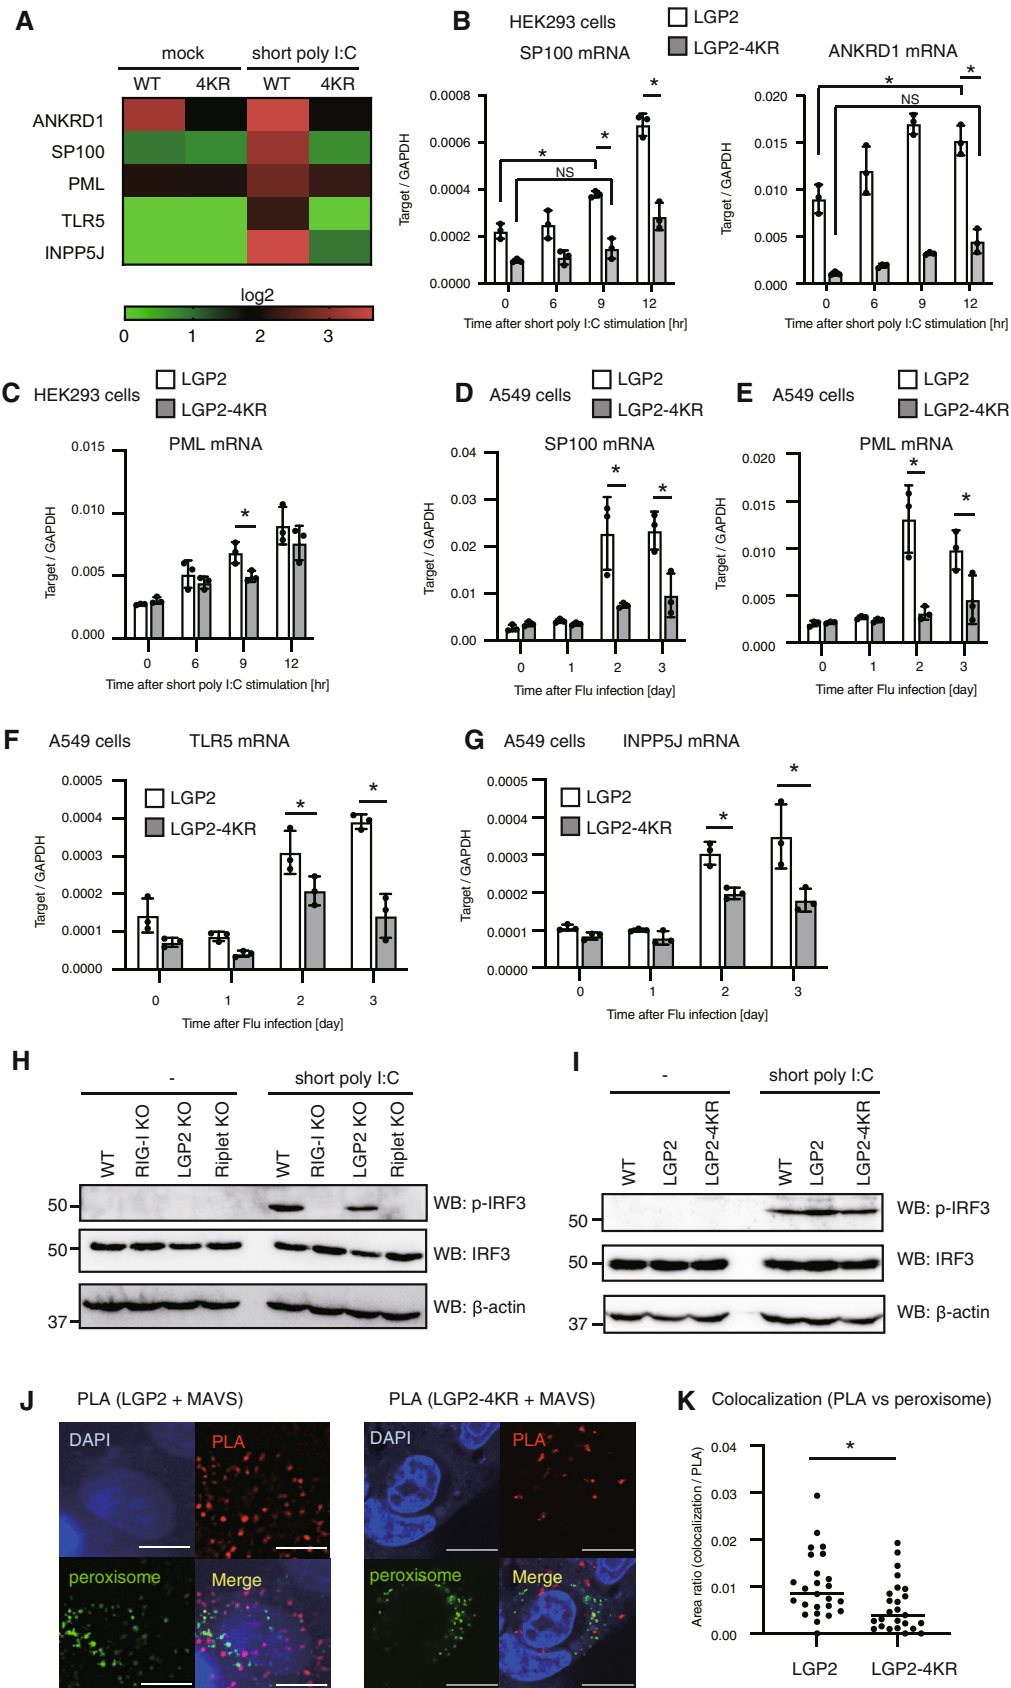 A
mock
short poly I:C
WT
4KR
WT
4KR
ANKRD1
SP100
PML
TLR5
INPP5J
log2
0
1
2
3
B
HEK293 cells
LGP2
LGP2-4KR
SP100 mRNA
ANKRD1 mRNA
Target / GAPDH
0.0008
0.0006
0.0004
0.0002
0.0000
*
NS
*
*
0
6
9
12
Time after short poly I:C stimulation [hr]
Target / GAPDH
0.020
0.015
0.010
0.005
0.000
*
NS
*
0
6
9
12
Time after short poly I:C stimulation [hr]
C
HEK293 cells
LGP2
LGP2-4KR
PML mRNA
Target / GAPDH
0.015
0.010
0.005
0.000
*
0
6
9
12
Time after short poly I:C stimulation [hr]
D
A549 cells
LGP2
LGP2-4KR
SP100 mRNA
Target / GAPDH
0.04
0.03
0.02
0.01
0.00
*
*
0
1
2
3
Time after Flu infection [day]
E
A549 cells
LGP2
LGP2-4KR
PML mRNA
Target / GAPDH
0.020
0.015
0.010
0.005
0.000
*
*
0
1
2
3
Time after Flu infection [day]
F
A549 cells
TLR5 mRNA
LGP2
LGP2-4KR
Target / GAPDH
0.0005
0.0004
0.0003
0.0002
0.0001
0.0000
*
*
0
1
2
3
Time after Flu infection [day]
G
A549 cells
INPP5J mRNA
LGP2
LGP2-4KR
Target / GAPDH
0.0005
0.0004
0.0003
0.0002
0.0001
0.0000
*
*
0
1
2
3
Time after Flu infection [day]
H
-
short poly I:C
WT
RIG-I KO
LGP2 KO
Riplet KO
WT
RIG-I KO
LGP2 KO
Riplet KO
50
WB: p-IRF3
50
WB: IRF3
37
WB: β-actin
I
-
short poly I:C
WT
LGP2
LGP2-4KR
WT
LGP2
LGP2-4KR
50
WB: p-IRF3
50
WB: IRF3
37
WB: β-actin
J
PLA (LGP2 + MAVS)
DAPI
PLA
peroxisome
Merge
PLA (LGP2-4KR + MAVS)
DAPI
PLA
peroxisome
Merge
K
Colocalization (PLA vs peroxisome)
Area ratio (colocalization / PLA)
0.04
0.03
0.02
0.01
0.00
*
LGP2
LGP2-4KR